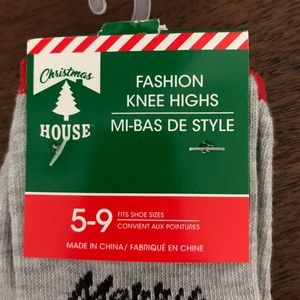 Christmas
HOUSE
FASHION
KNEE HIGHS
MI-BAS DE STYLE
5-9
FITS SHOE SIZES
CONVIENT AUX POINTURES
MADE IN CHINA/ FABRIQUÉ EN CHINE